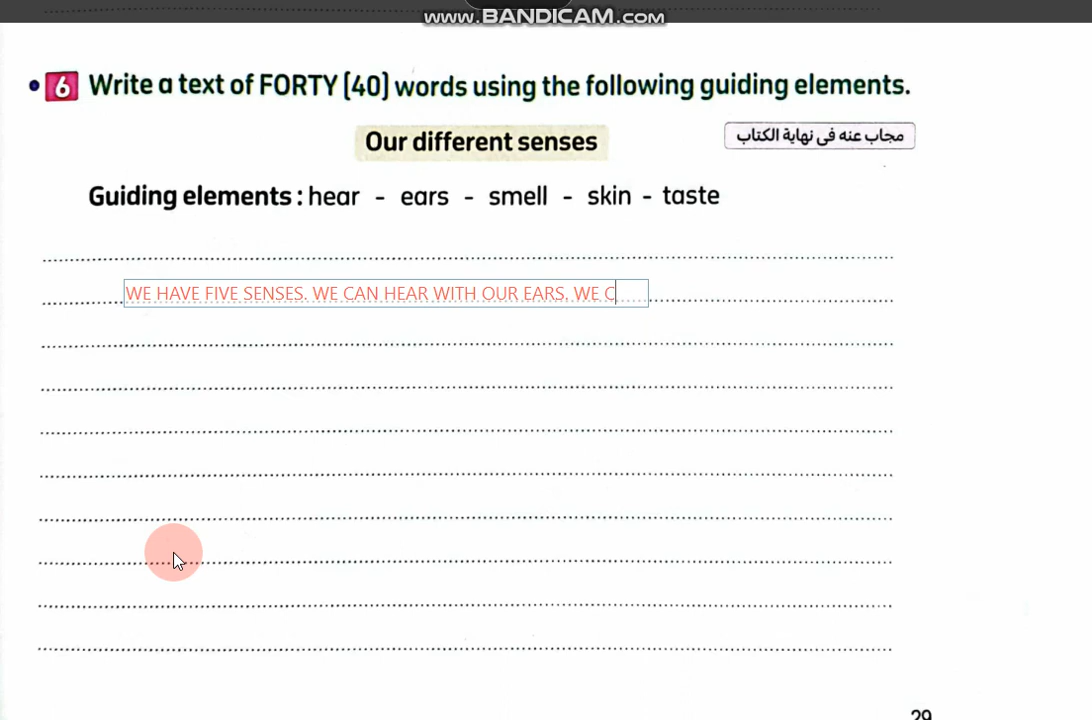 www.BANDICAM.com
6 Write a text of FORTY (40) words using the following guiding elements.
Our different senses
مجاب عنه فى نهاية الكتاب
Guiding elements : hear - ears - smell - skin - taste
WE HAVE FIVE SENSES. WE CAN HEAR WITH OUR EARS. WE C
29